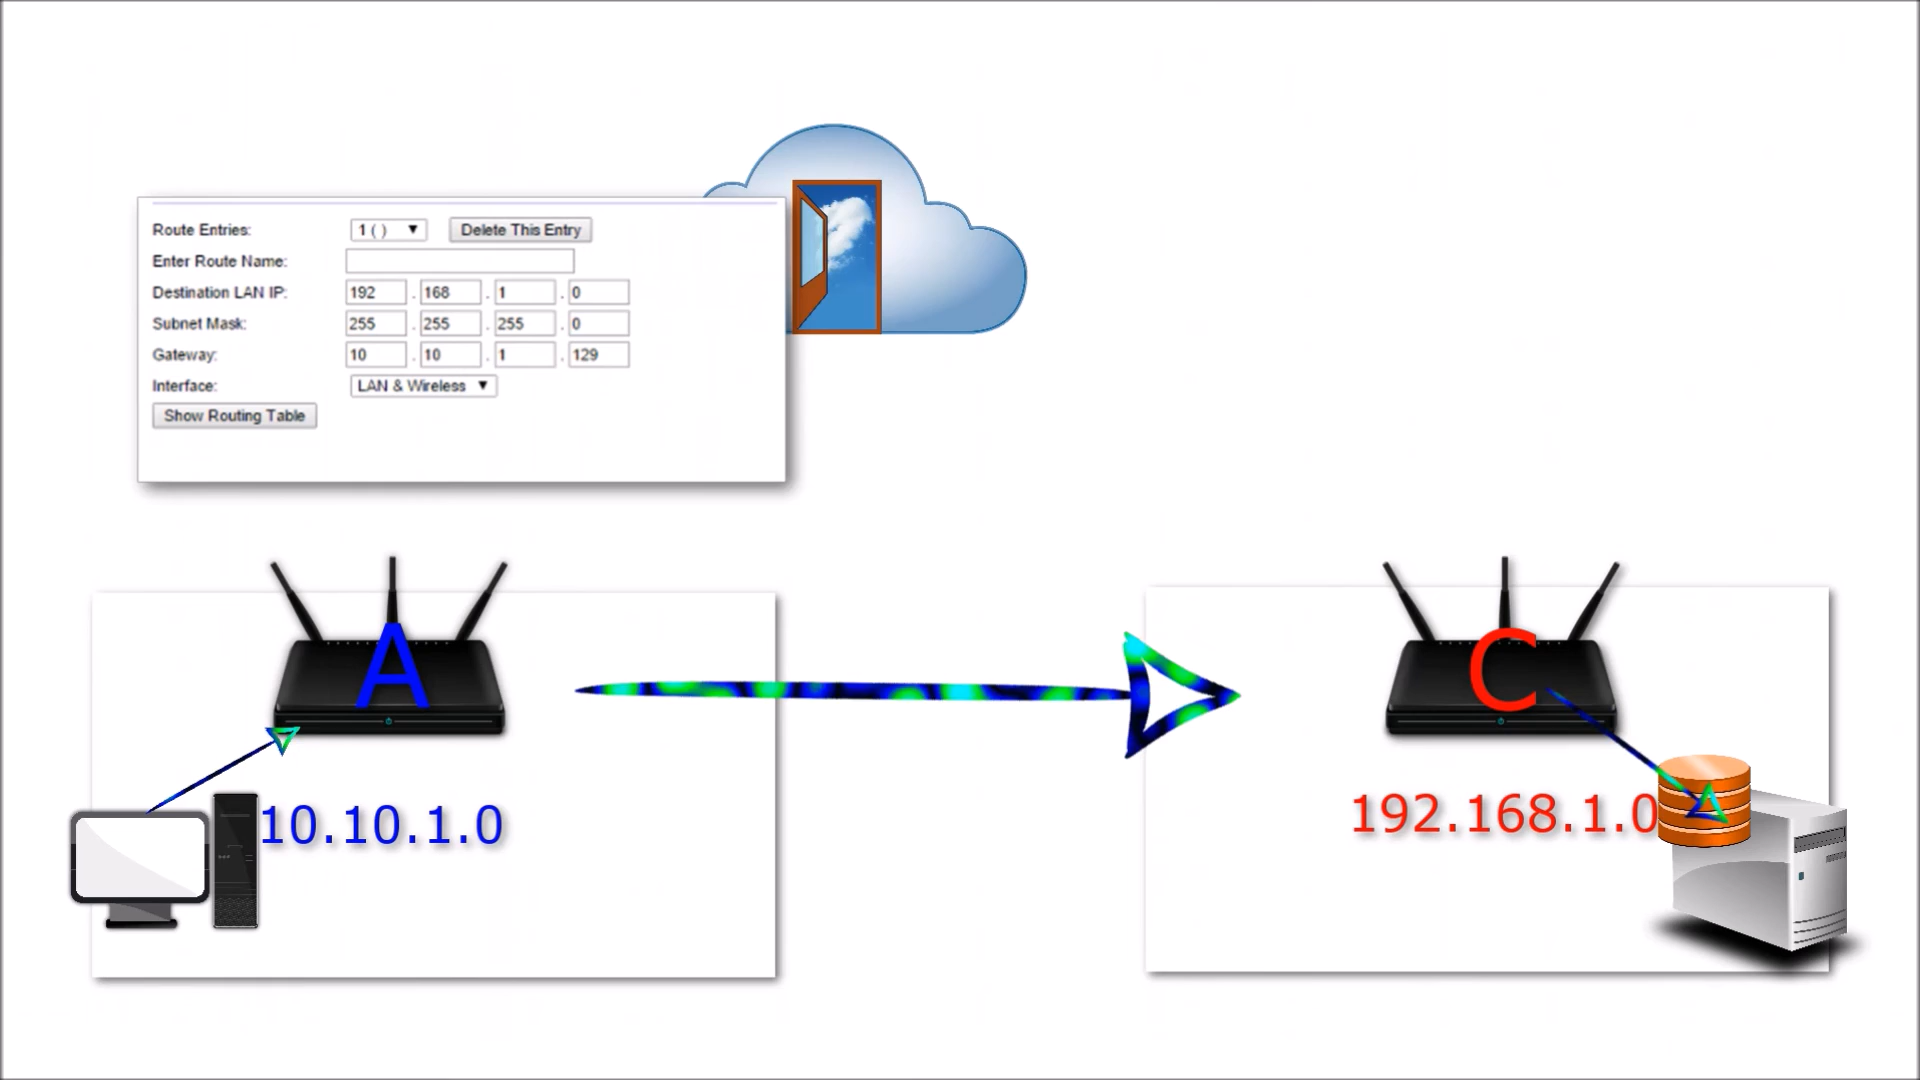 Route Entries: 1 ( ) Delete This Entry
Enter Route Name:
Destination LAN IP: 192 . 168 . 1 . 0
Subnet Mask: 255 . 255 . 255 . 0
Gateway: 10 . 10 . 1 . 129
Interface: LAN & Wireless
Show Routing Table
A
C
10.10.1.0
192.168.1.0